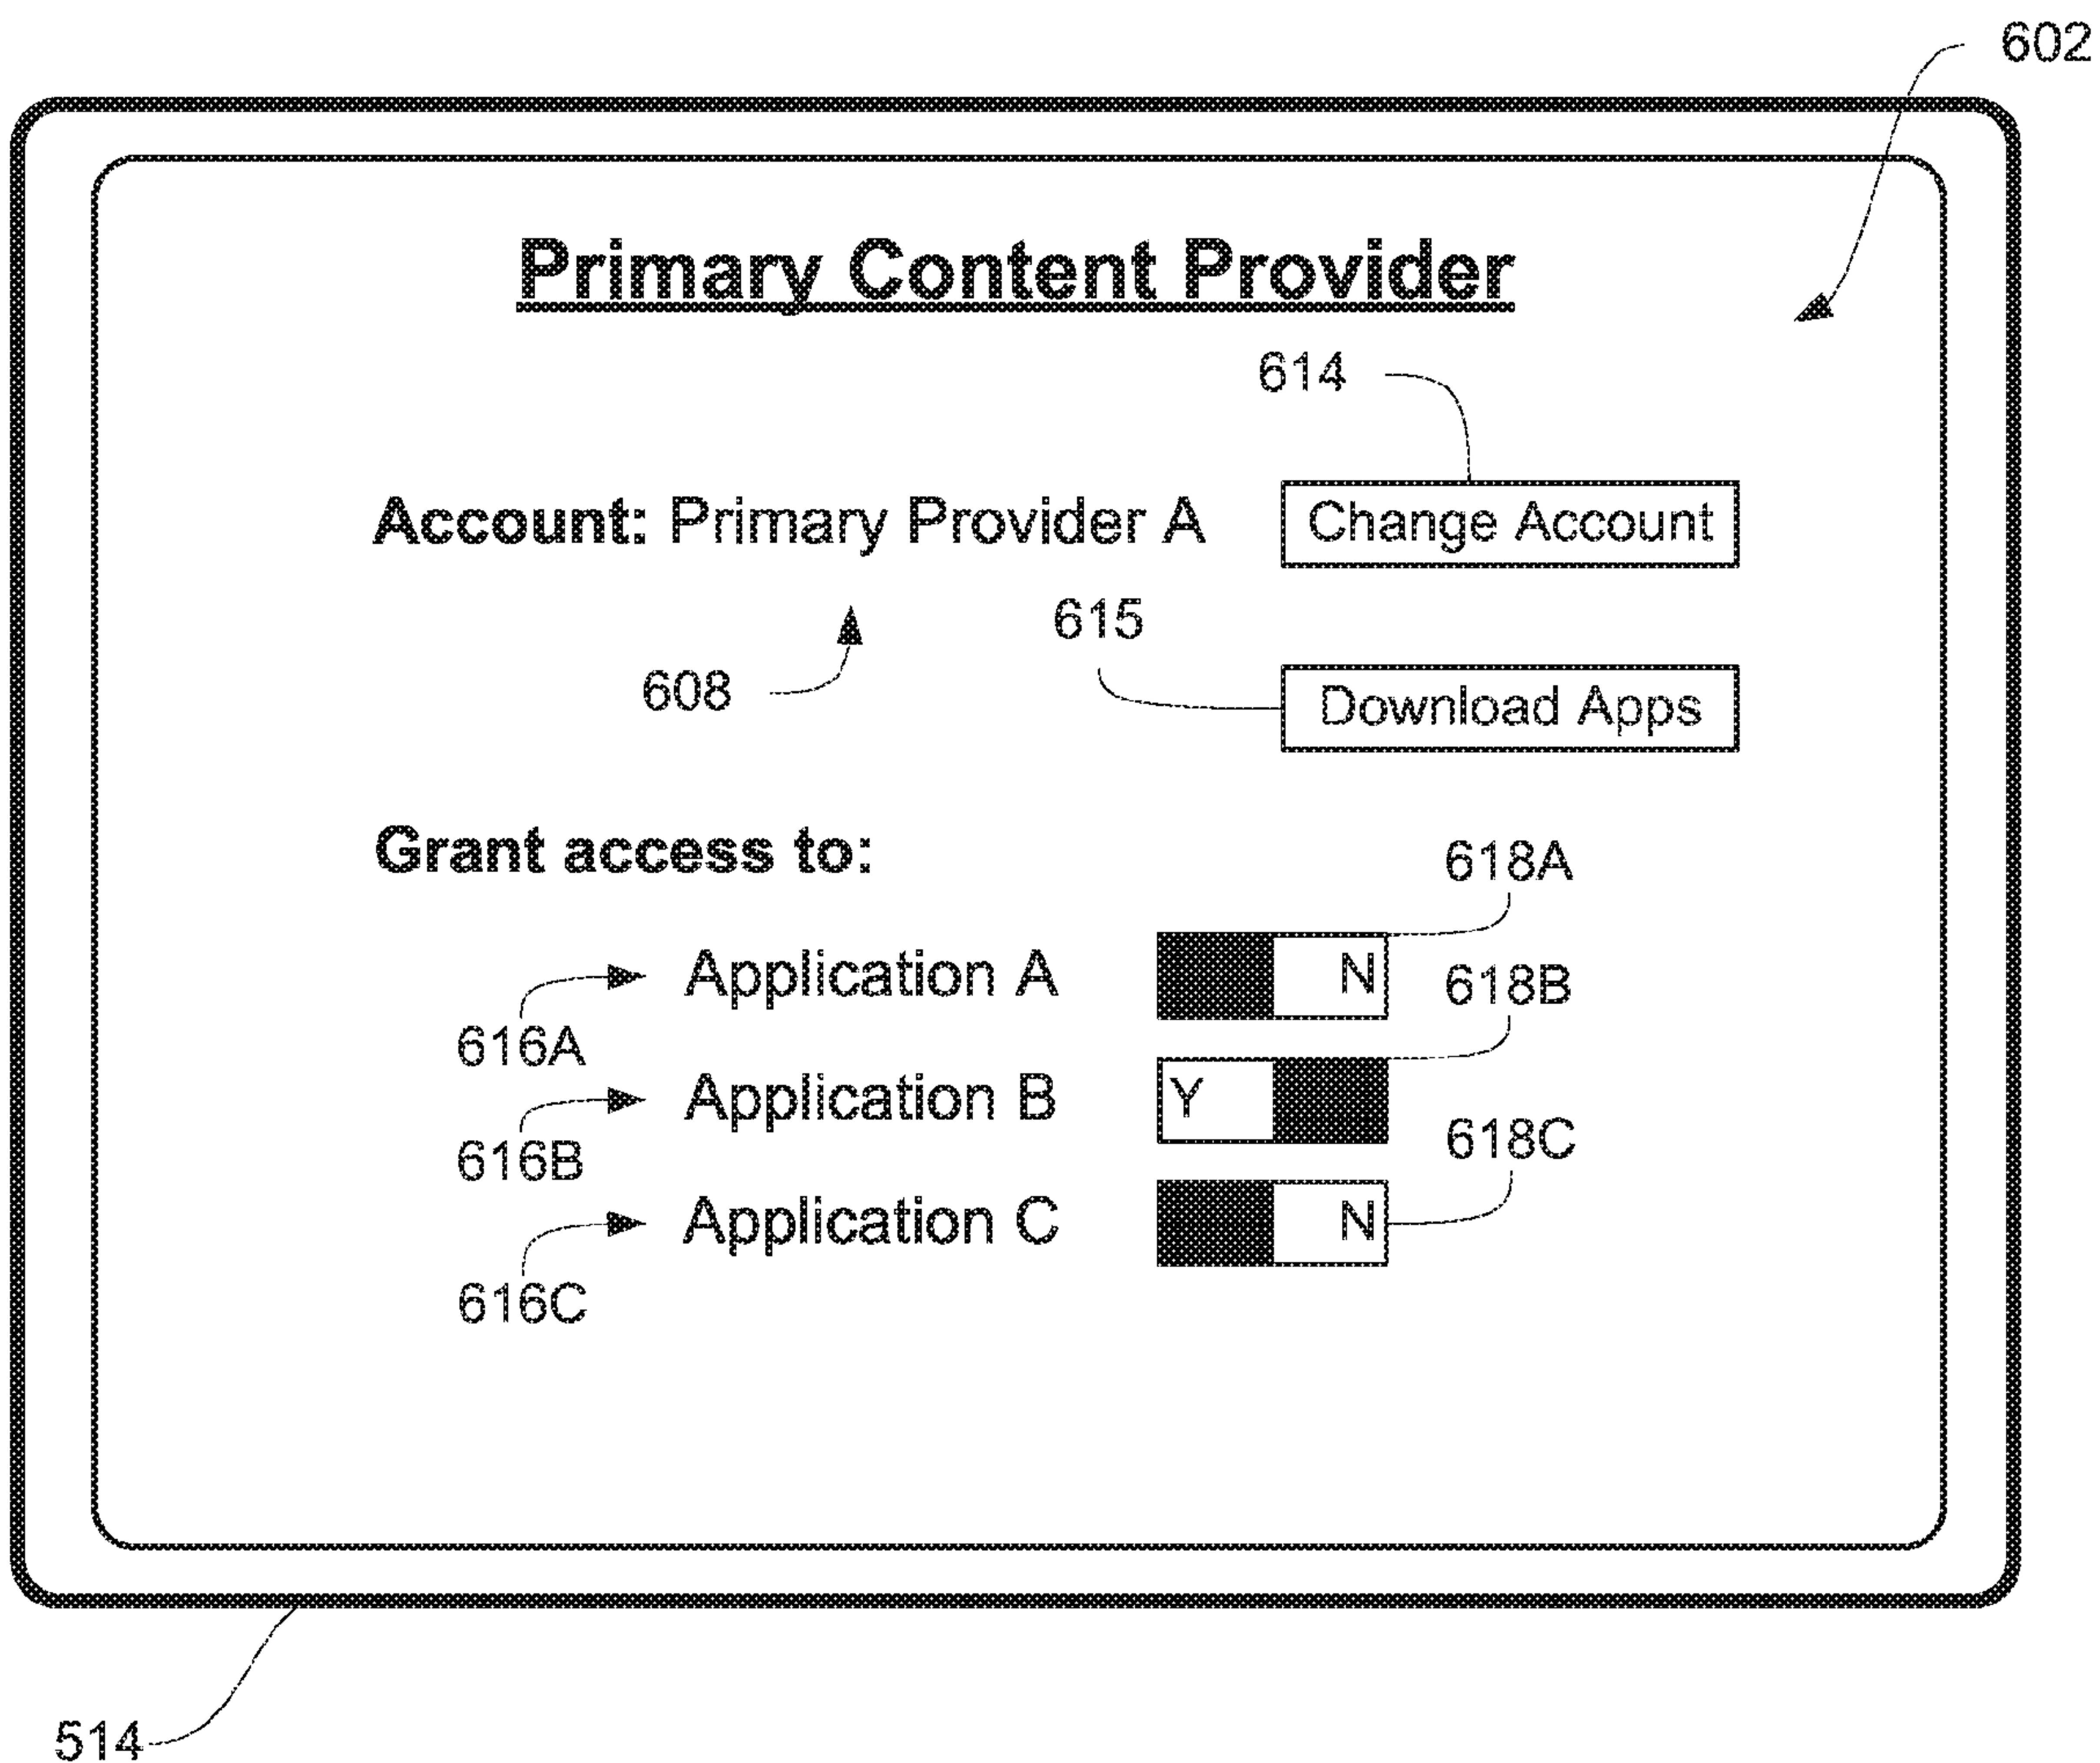 602
Primary Content Provider
614
Account: Primary Provider A
Change Account
615
608
Download Apps
Grant access to:
618A
Application A
N
618B
616A
Application B
Y
618C
616B
Application C
N
616C
514